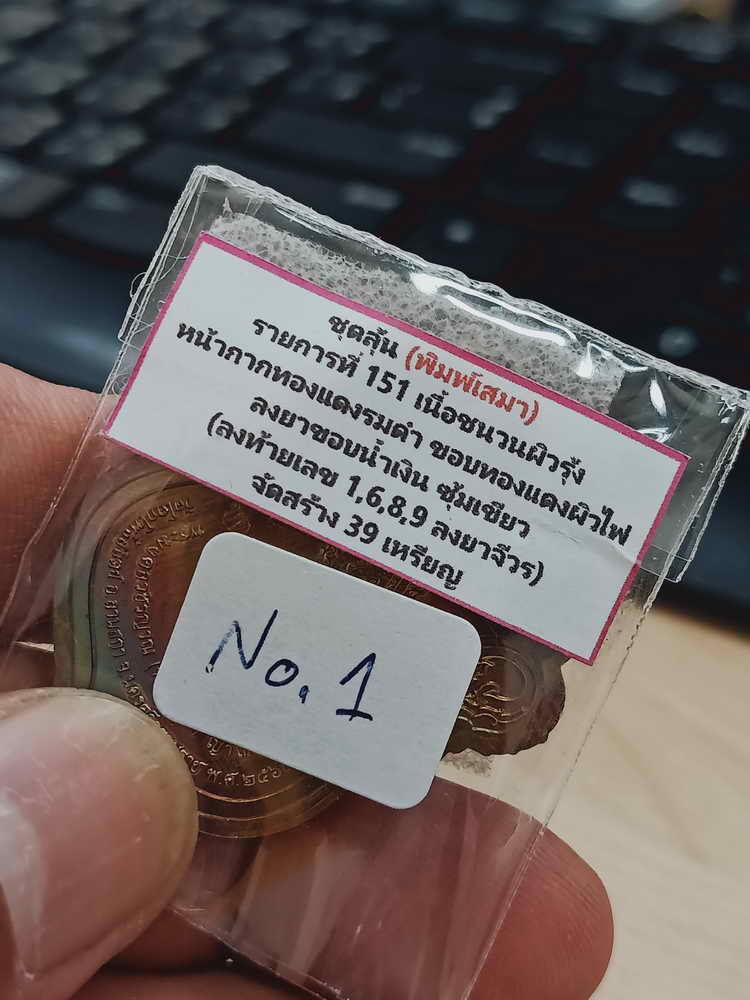 ชุดลุ้น (พิมพ์เสมา)
รายการที่ 151 เนื้อชนวนผิวรุ้ง
หน้ากากทองแดงรมดำ ขอบทองแดงผิวไฟ
ลงยาขอบน้ำเงิน ซุ้มเขียว
(ลงท้ายเลข 1,6,8,9 ลงยาจีวร)
จัดสร้าง 39 เหรียญ
No. 1
พ.ศ.๒๕๖